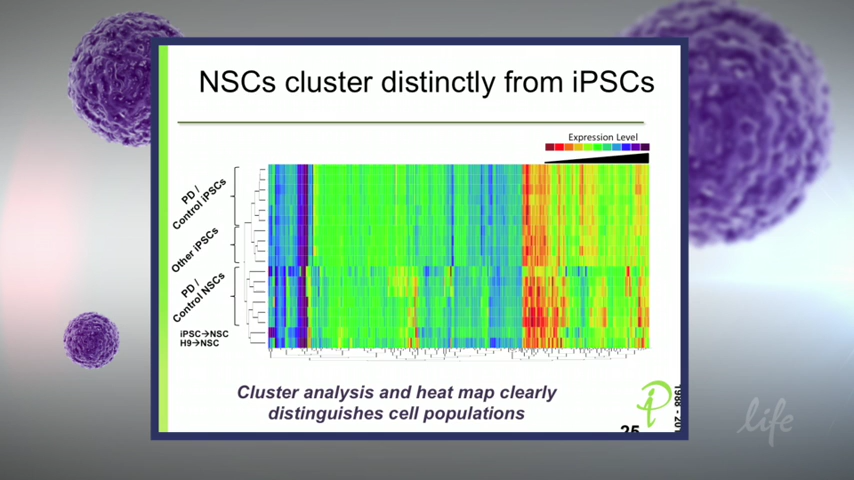 NSCs cluster distinctly from iPSCs
Expression Level
PD /
Control iPSCs
Other iPSCs
PD /
Control NSCs
iPSC→NSC
H9→NSC
Cluster analysis and heat map clearly
distinguishes cell populations
25
life